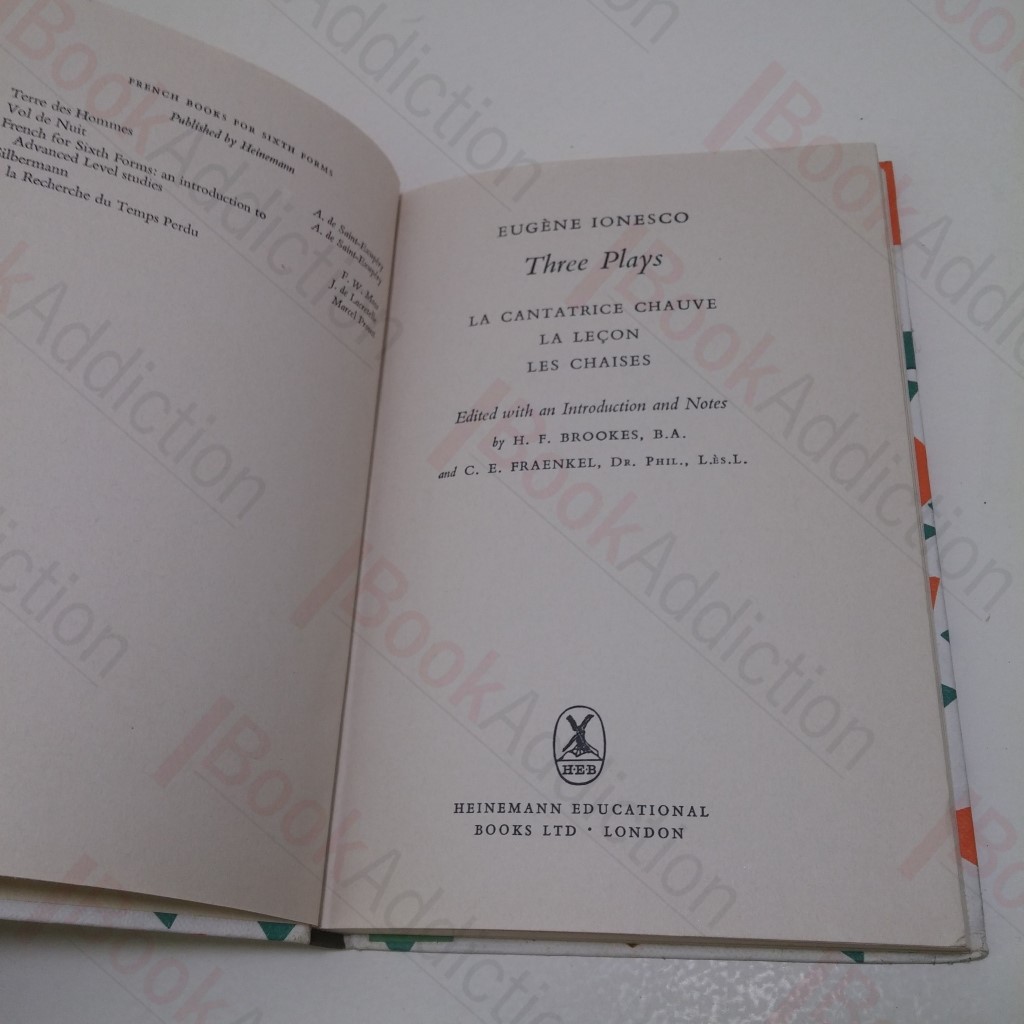 FRENCH BOOKS FOR SIXTH FORMS
Published by Heinemann
Terre des Hommes A. de Saint-Exupéry
Vol de Nuit A. de Saint-Exupéry
French for Sixth Forms: an introduction to
Advanced Level studies F. W.
ilbermann J. de Lacretelle
la Recherche du Temps Perdu Marcel Proust
EUGÈNE IONESCO
Three Plays
LA CANTATRICE CHAUVE
LA LEÇON
LES CHAISES
Edited with an Introduction and Notes
by H. F. BROOKES, B.A.
and C. E. FRAENKEL, DR. PHIL., L.ÈS.L.
H·E·B
HEINEMANN EDUCATIONAL
BOOKS LTD · LONDON
BookAddiction